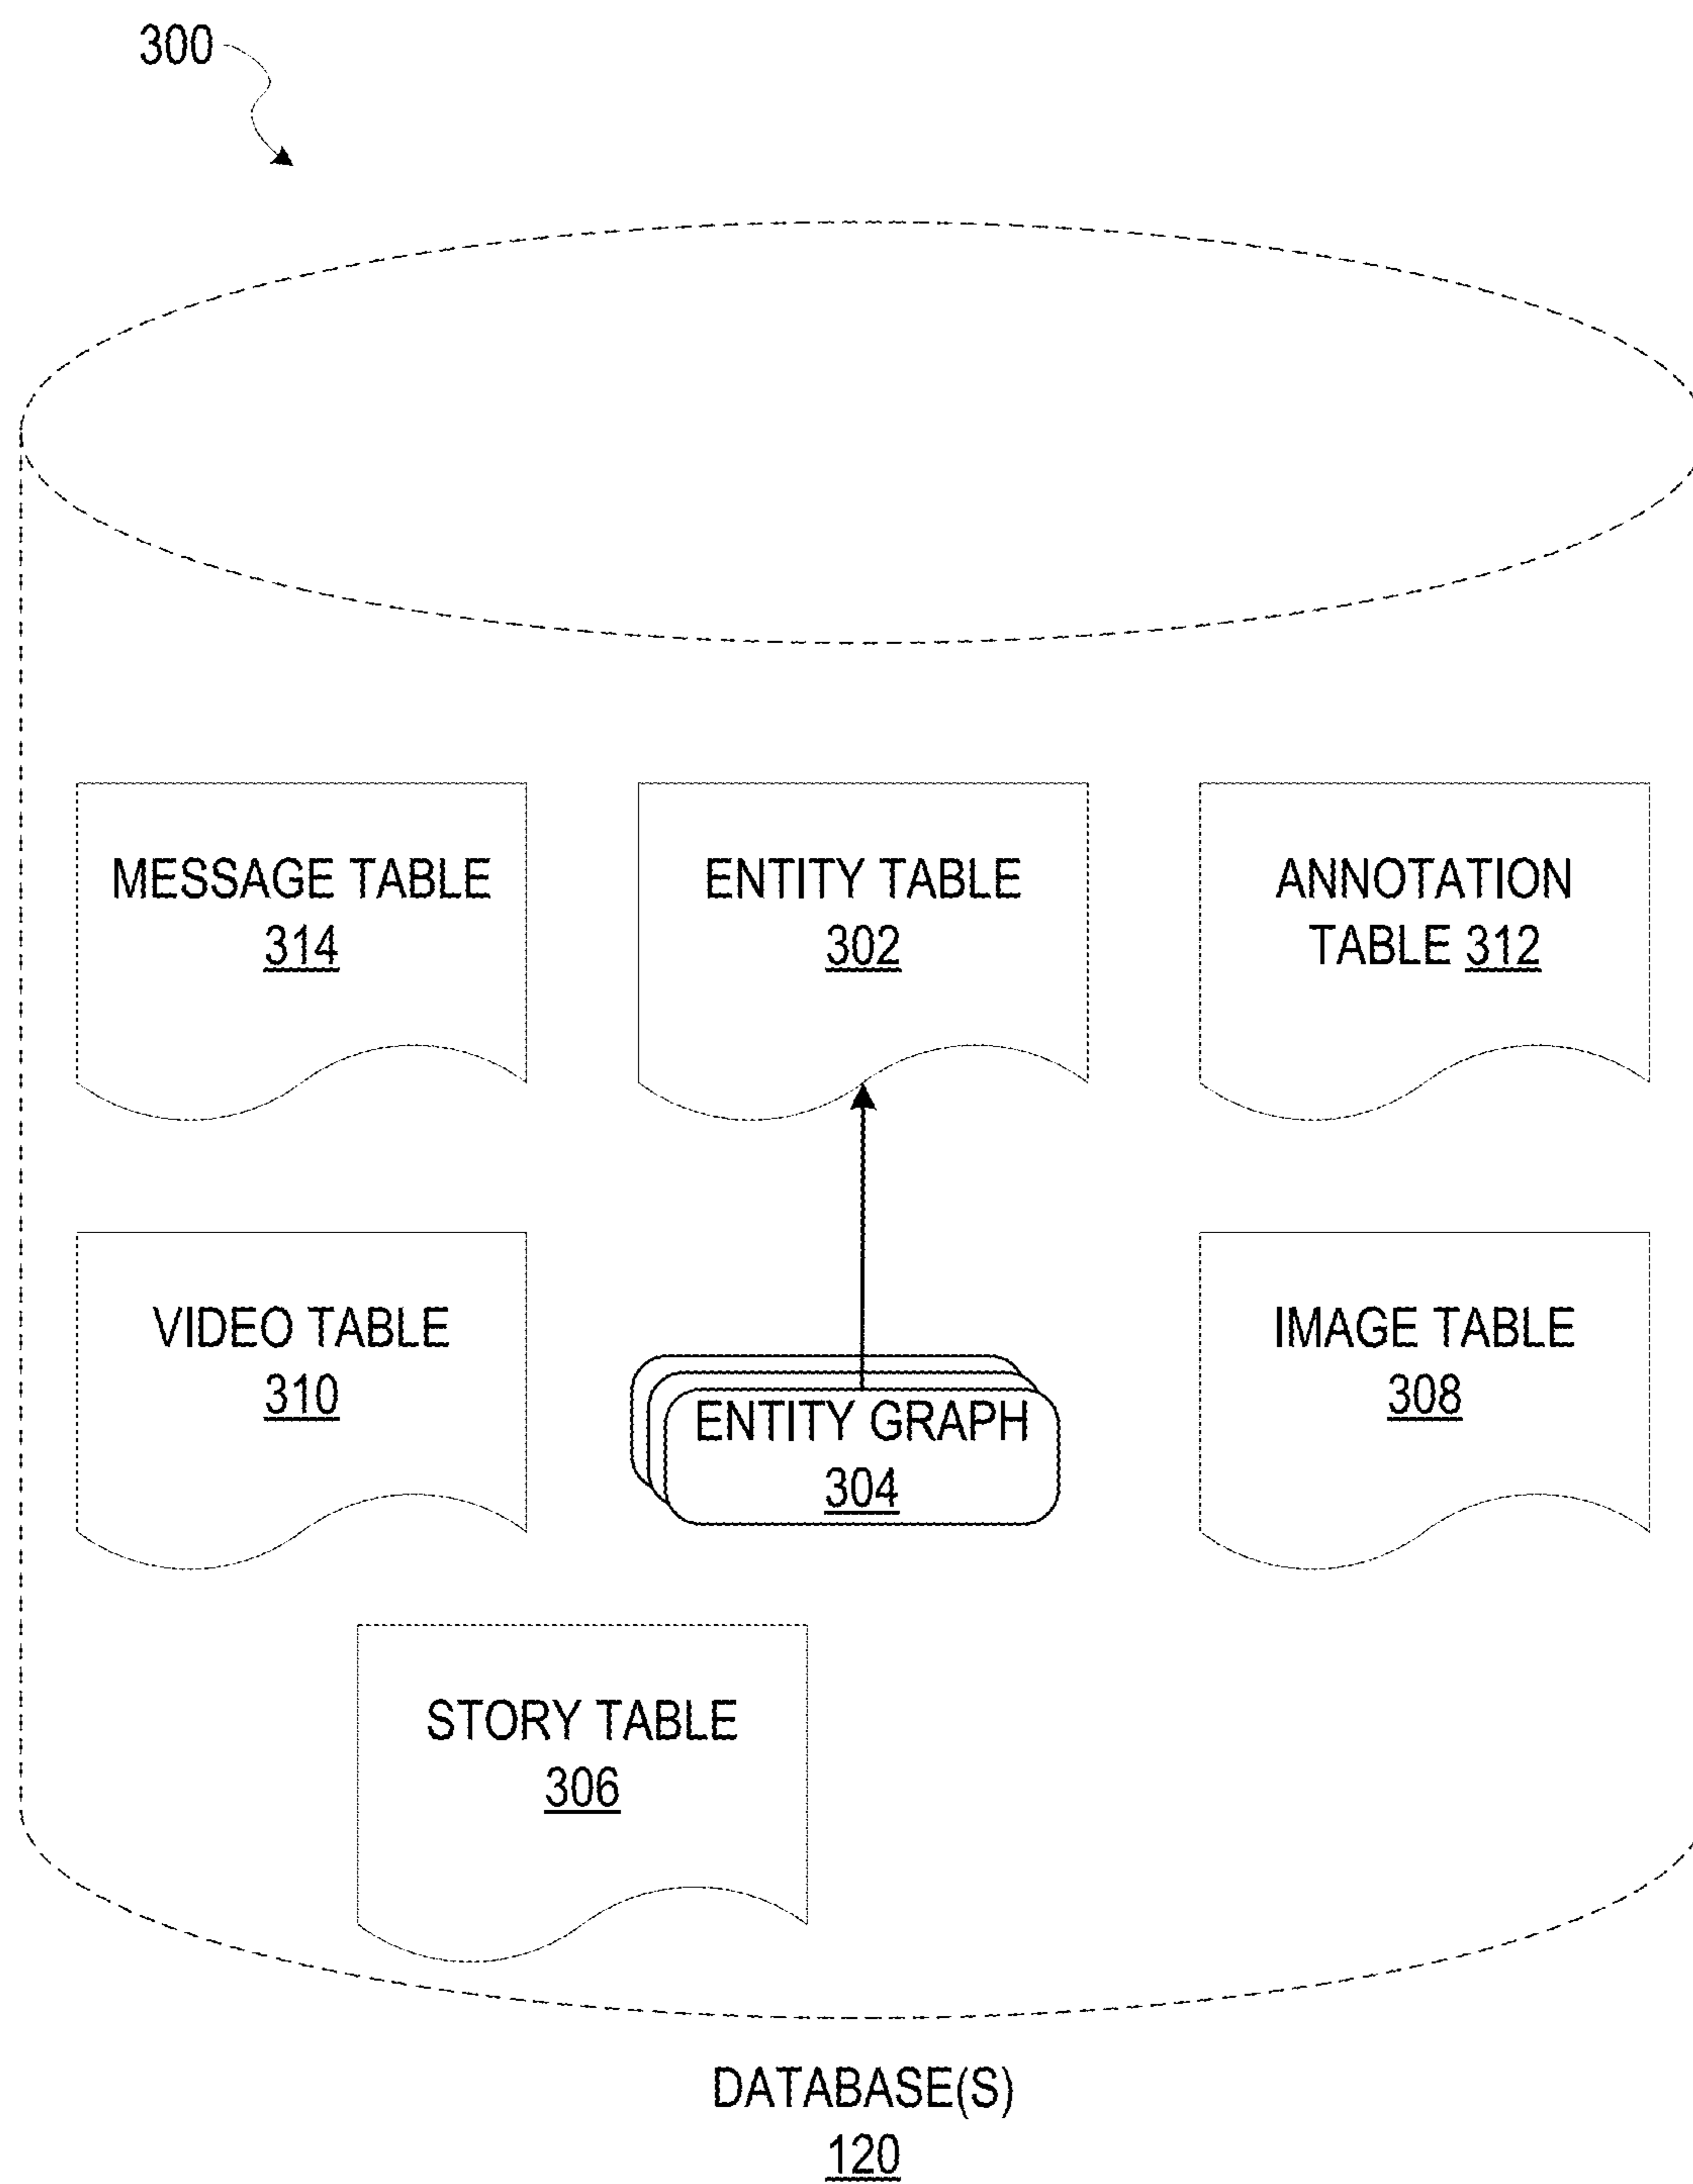 300
MESSAGE TABLE
314
ENTITY TABLE
302
ANNOTATION
TABLE 312
VIDEO TABLE
310
ENTITY GRAPH
304
IMAGE TABLE
308
STORY TABLE
306
DATABASE(S)
120